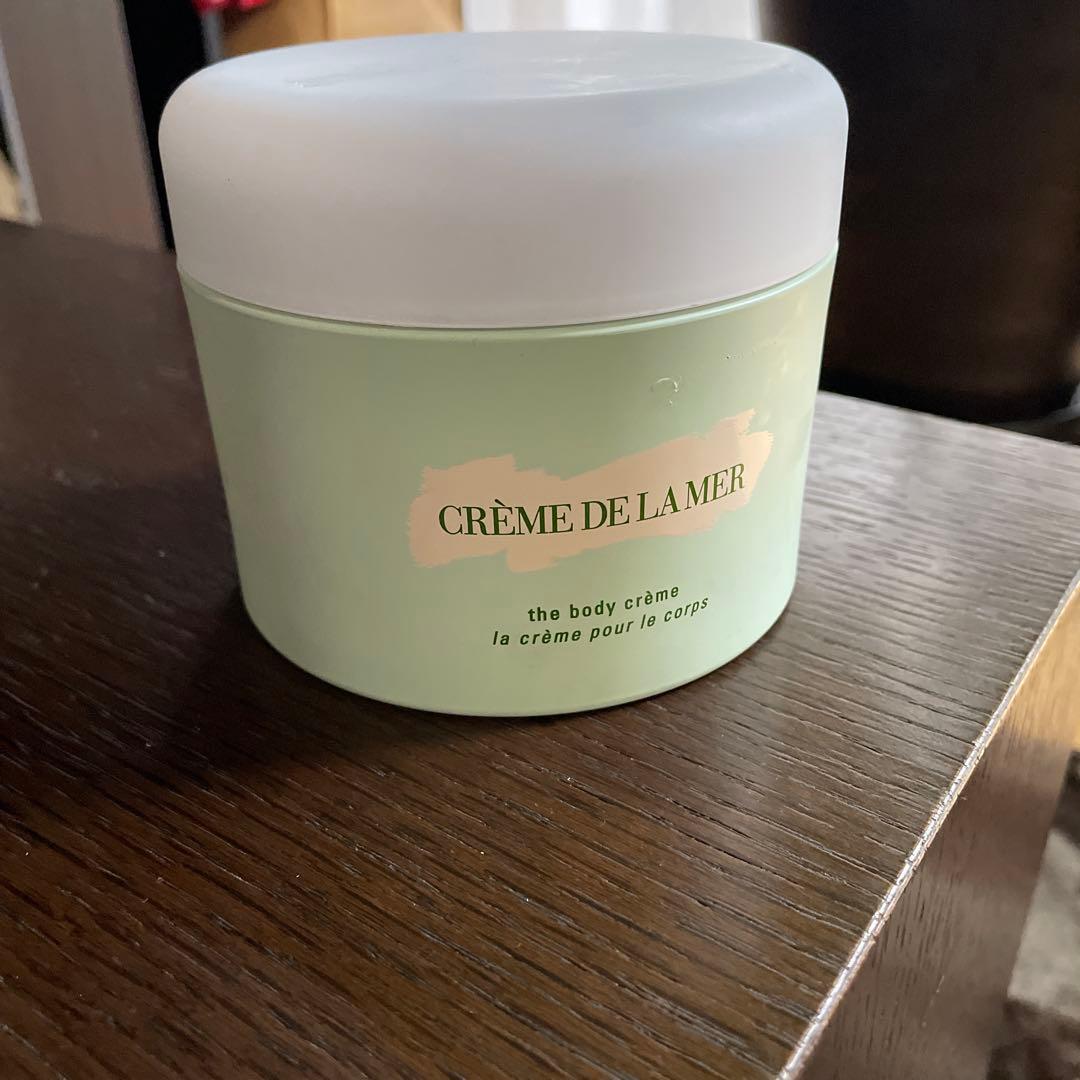 CRÈME DE LA MER
the body crème
la crème pour le corps